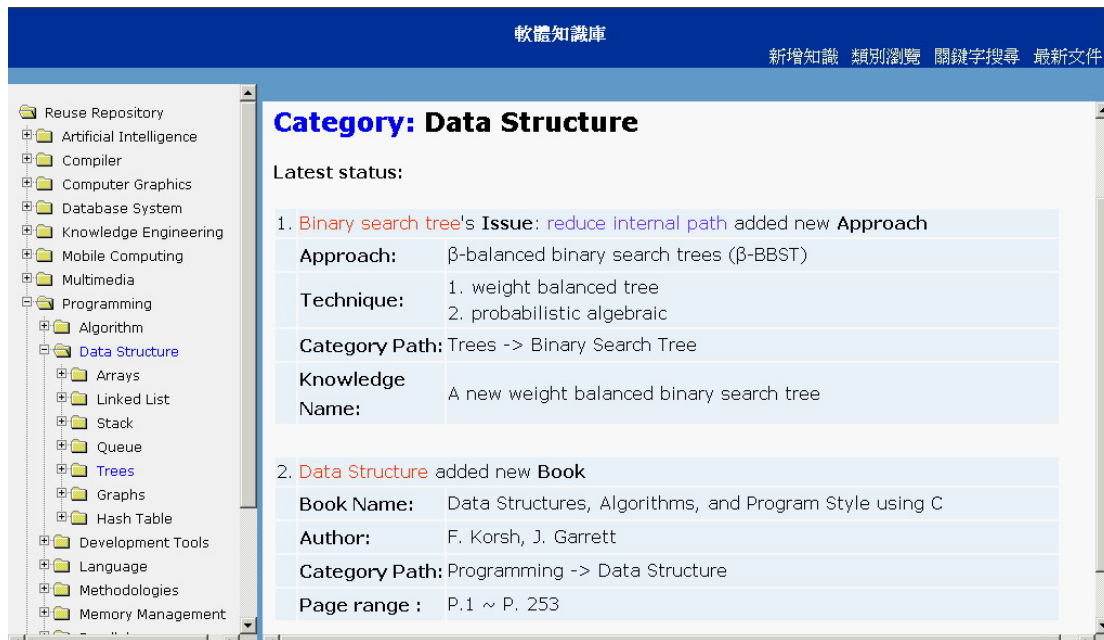 軟體知識庫
新增知識 類別瀏覽 關鍵字搜尋 最新文件
Reuse Repository
Artificial Intelligence
Compiler
Computer Graphics
Database System
Knowledge Engineering
Mobile Computing
Multimedia
Programming
Algorithm
Data Structure
Arrays
Linked List
Stack
Queue
Trees
Graphs
Hash Table
Development Tools
Language
Methodologies
Memory Management
Category: Data Structure
Latest status:
1. Binary search tree's Issue: reduce internal path added new Approach
Approach: β-balanced binary search trees (β-BBST)
Technique: 1. weight balanced tree
2. probabilistic algebraic
Category Path: Trees -> Binary Search Tree
Knowledge Name: A new weight balanced binary search tree
2. Data Structure added new Book
Book Name: Data Structures, Algorithms, and Program Style using C
Author: F. Korsh, J. Garrett
Category Path: Programming -> Data Structure
Page range : P.1 ~ P. 253